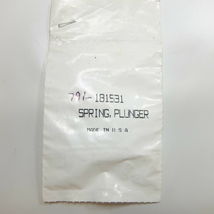 791-181531
SPRING, PLUNGER
MADE IN U S A